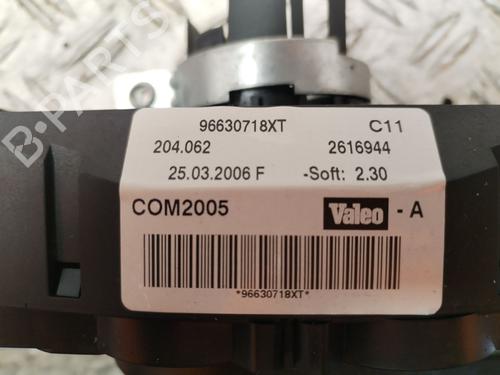 B-PARTS
96630718XT C11
204.062 2616944
25.03.2006 F -Soft: 2.30
COM2005 Valeo - A
*96630718XT*